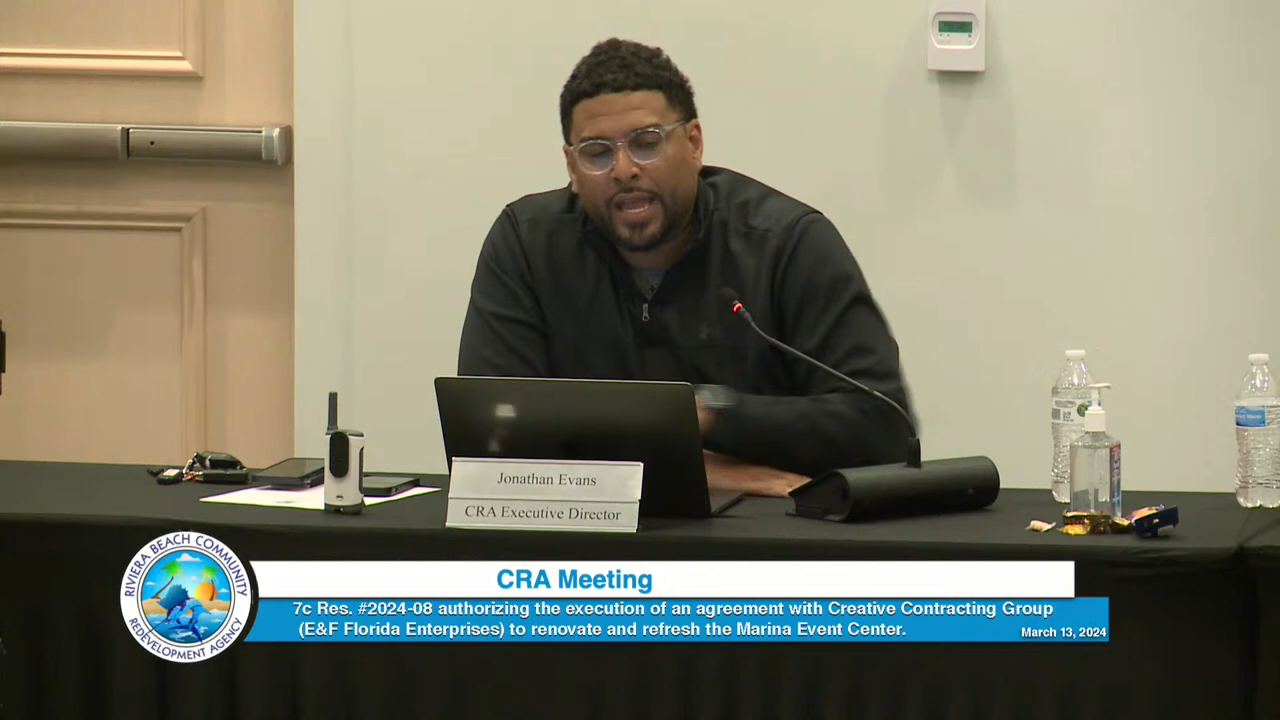 Jonathan Evans
CRA Executive Director
RIVIERA BEACH COMMUNITY
REDEVELOPMENT AGENCY
CRA Meeting
7c Res. #2024-08 authorizing the execution of an agreement with Creative Contracting Group
(E&F Florida Enterprises) to renovate and refresh the Marina Event Center.
March 13, 2024